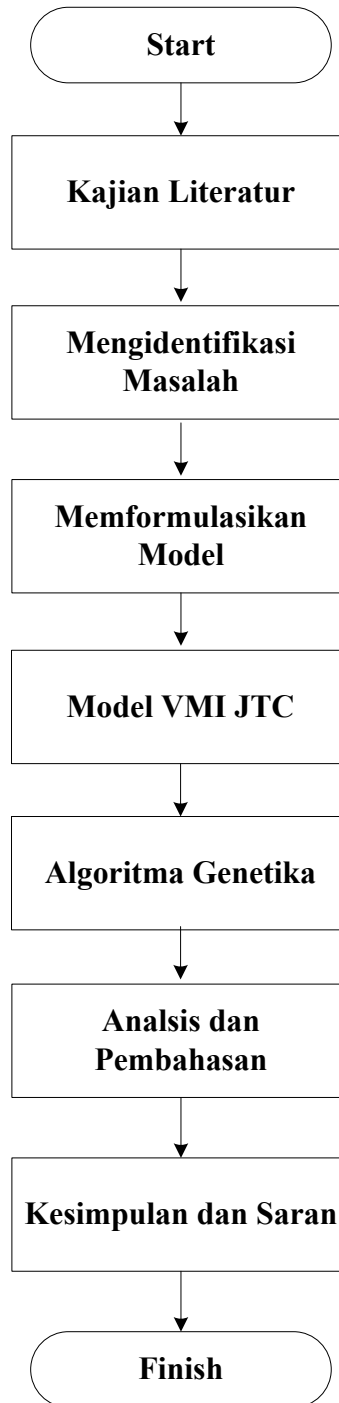 Start
Kajian Literatur
Mengidentifikasi
Masalah
Memformulasikan
Model
Model VMI JTC
Algoritma Genetika
Analsis dan
Pembahasan
Kesimpulan dan Saran
Finish